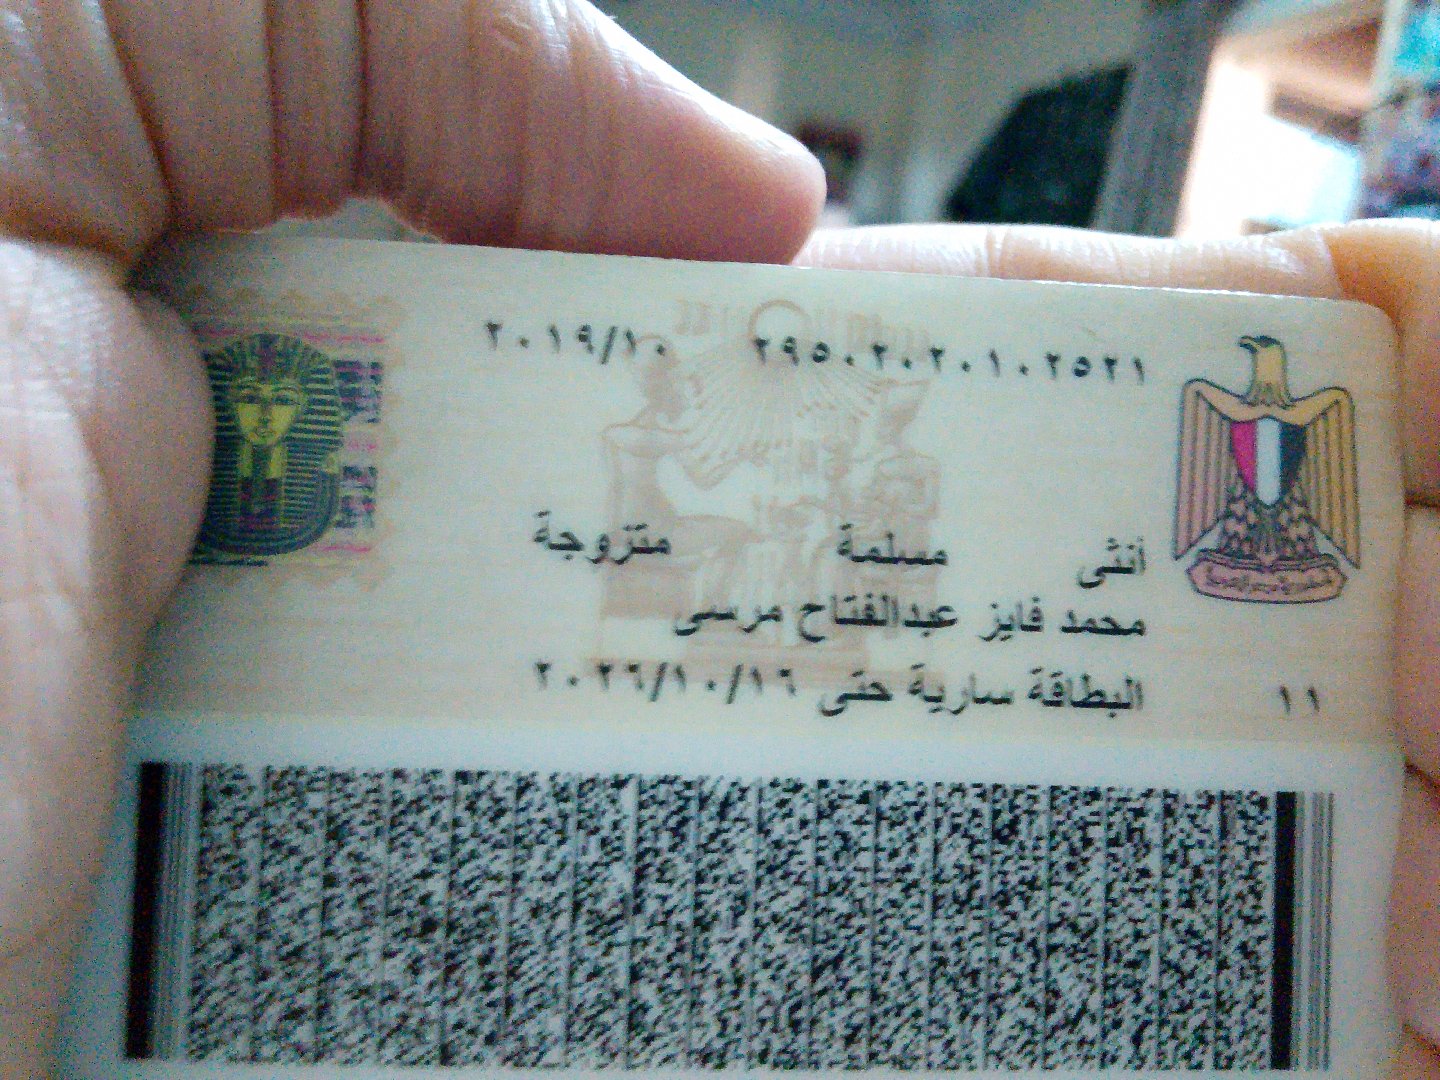 ٢٩٥٠٢٠٢٠١٠٢٥٢١ ٢٠١٩/١٠
أنثى مسلمة متزوجة
محمد فايز عبدالفتاح مرسى
البطاقة سارية حتى ٢٠٢٦/١٠/١٦
١١